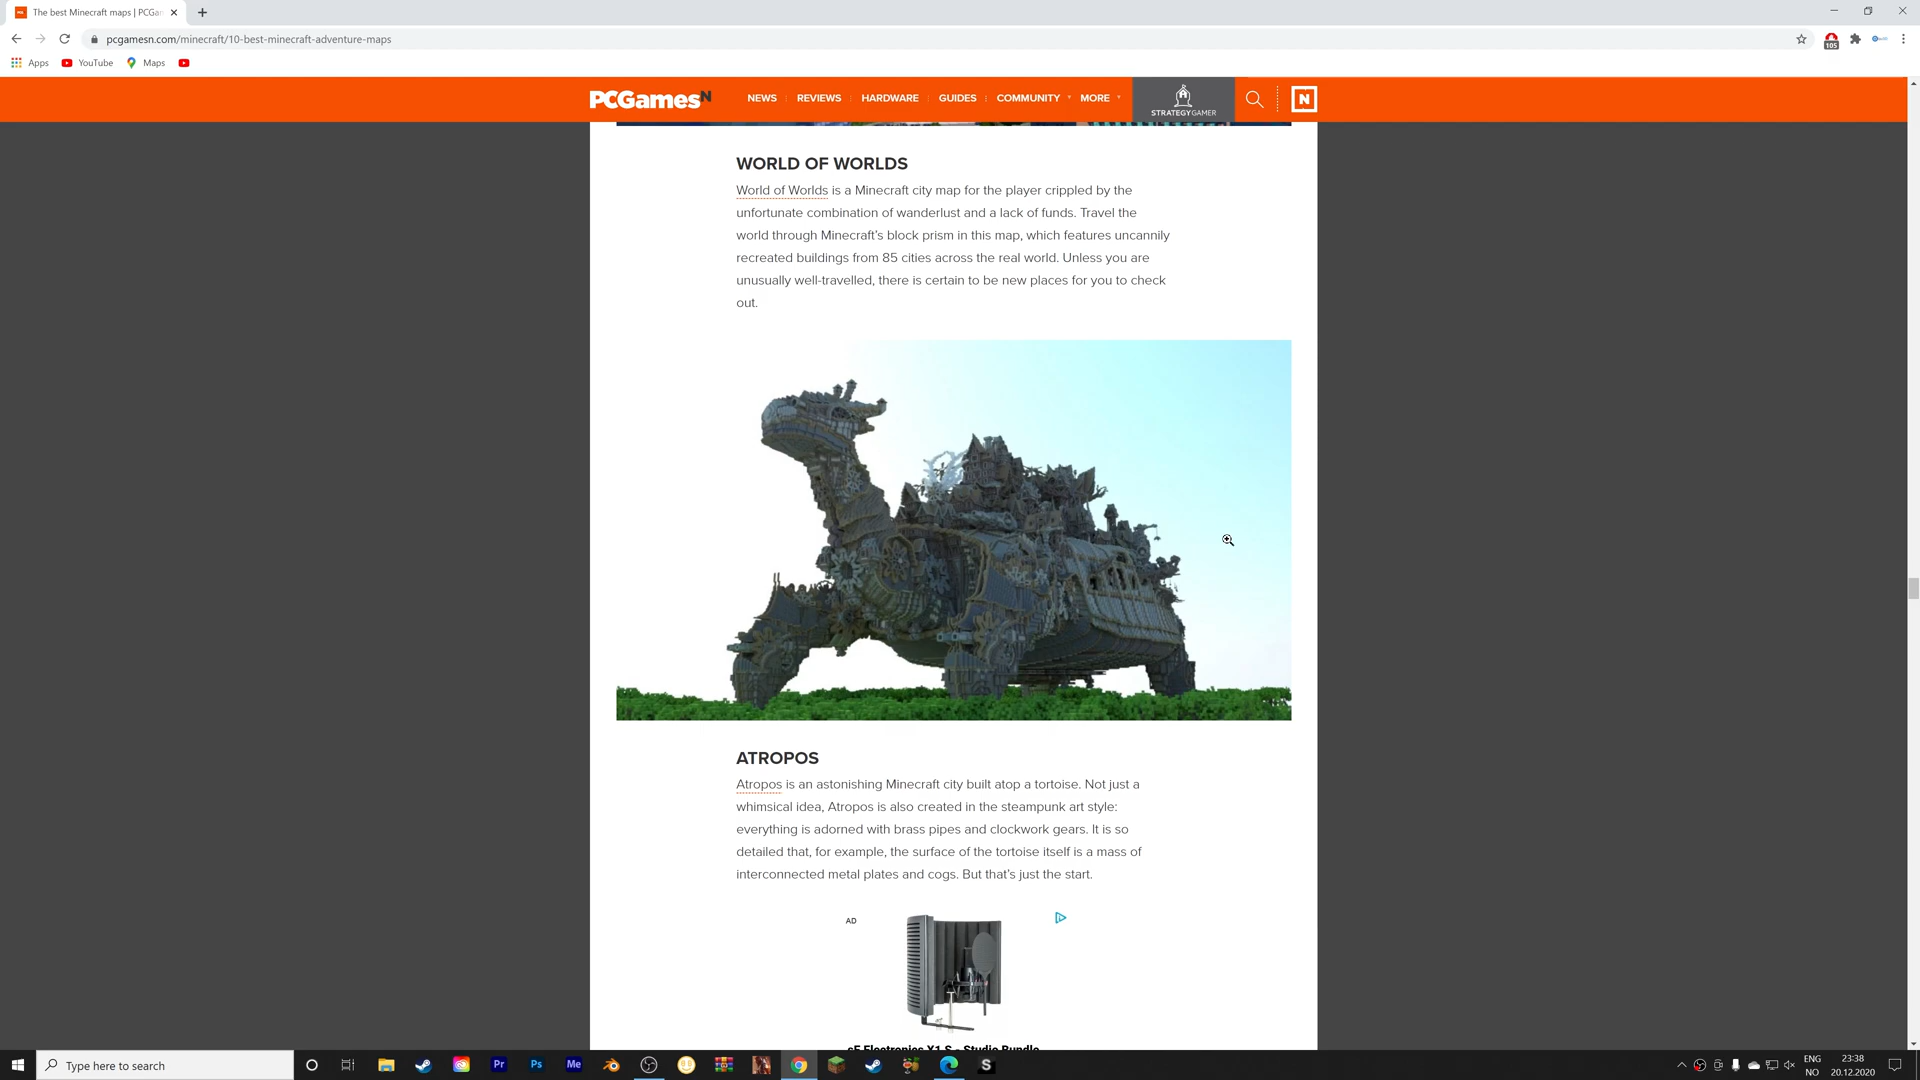 The best Minecraft maps | PCGam
pcgamesn.com/minecraft/10-best-minecraft-adventure-maps
105
Apps
YouTube
Maps
PCGamesN
NEWS
REVIEWS
HARDWARE
GUIDES
COMMUNITY
MORE
STRATEGYGAMER
N
WORLD OF WORLDS
World of Worlds is a Minecraft city map for the player crippled by the
unfortunate combination of wanderlust and a lack of funds. Travel the
world through Minecraft’s block prism in this map, which features uncannily
recreated buildings from 85 cities across the real world. Unless you are
unusually well-travelled, there is certain to be new places for you to check
out.
ATROPOS
Atropos is an astonishing Minecraft city built atop a tortoise. Not just a
whimsical idea, Atropos is also created in the steampunk art style:
everything is adorned with brass pipes and clockwork gears. It is so
detailed that, for example, the surface of the tortoise itself is a mass of
interconnected metal plates and cogs. But that’s just the start.
AD
sE Electronics X1 S - Studio Bundle
Type here to search
Pr
Ps
Me
S
ENG
NO
23:38
20.12.2020